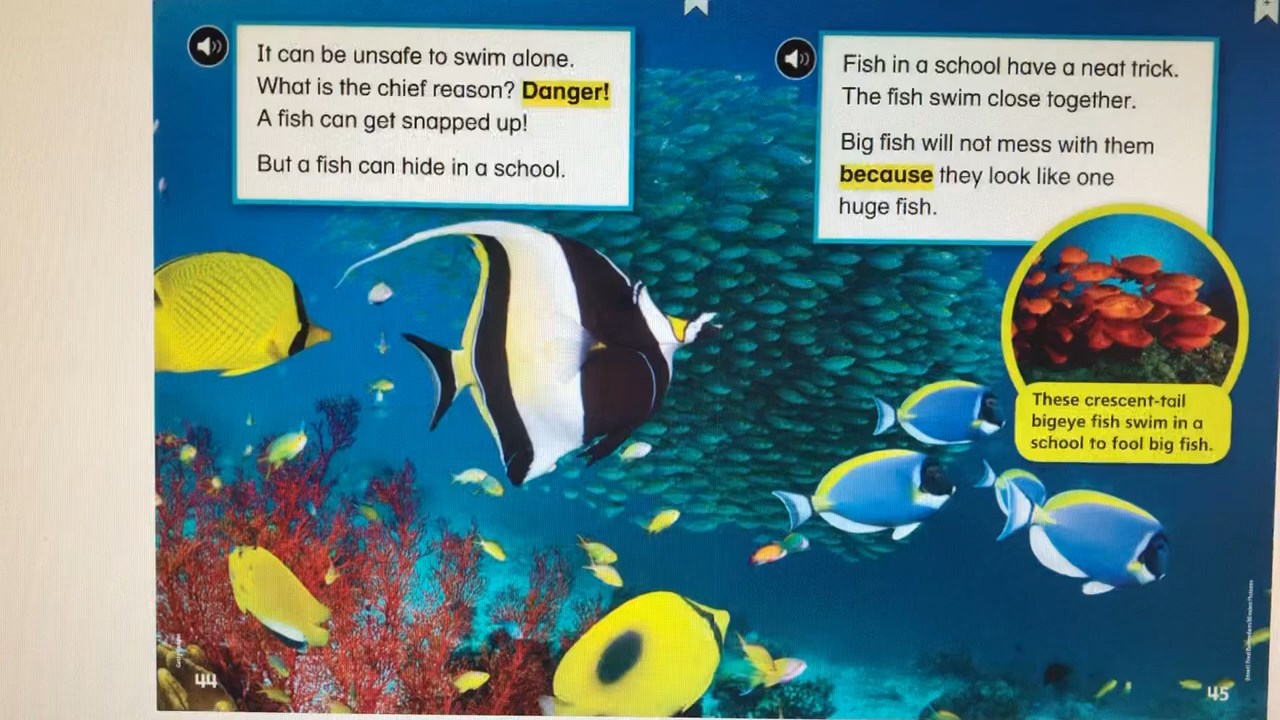 It can be unsafe to swim alone.
What is the chief reason? Danger!
A fish can get snapped up!
But a fish can hide in a school.
44
Fish in a school have a neat trick.
The fish swim close together.
Big fish will not mess with them
because they look like one
huge fish.
These crescent-tail
bigeye fish swim in a
school to fool big fish.
45